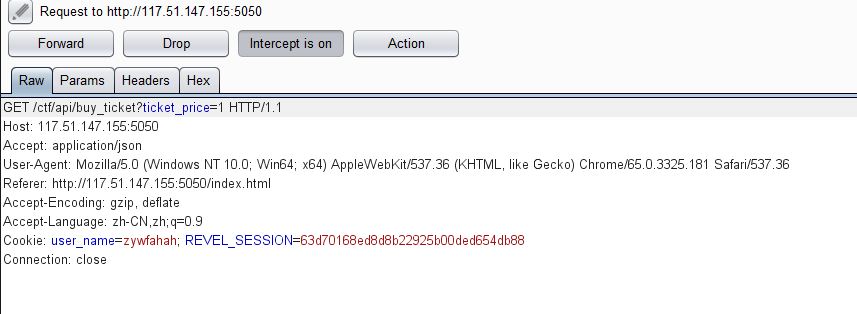 Request to http://117.51.147.155:5050
Forward Drop Intercept is on Action
Raw Params Headers Hex
GET /ctf/api/buy_ticket?ticket_price=1 HTTP/1.1
Host: 117.51.147.155:5050
Accept: application/json
User-Agent: Mozilla/5.0 (Windows NT 10.0; Win64; x64) AppleWebKit/537.36 (KHTML, like Gecko) Chrome/65.0.3325.181 Safari/537.36
Referer: http://117.51.147.155:5050/index.html
Accept-Encoding: gzip, deflate
Accept-Language: zh-CN,zh;q=0.9
Cookie: user_name=zywfahah; REVEL_SESSION=63d70168ed8d8b22925b00ded654db88
Connection: close